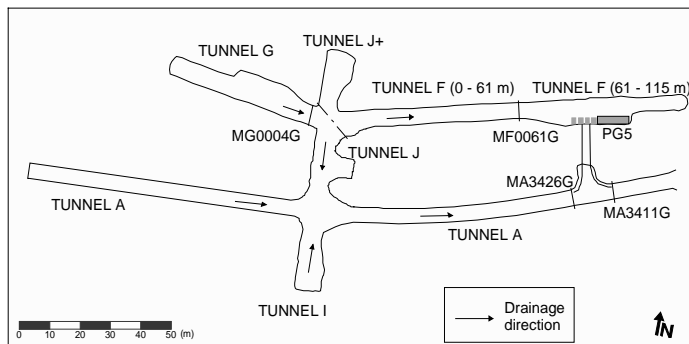 TUNNEL J+
TUNNEL G
TUNNEL F (0 - 61 m)
TUNNEL F (61 - 115 m)
MG0004G
MF0061G
PG5
TUNNEL J
MA3426G
TUNNEL A
MA3411G
TUNNEL A
TUNNEL I
Drainage
direction
0 10 20 30 40 50 (m)
N